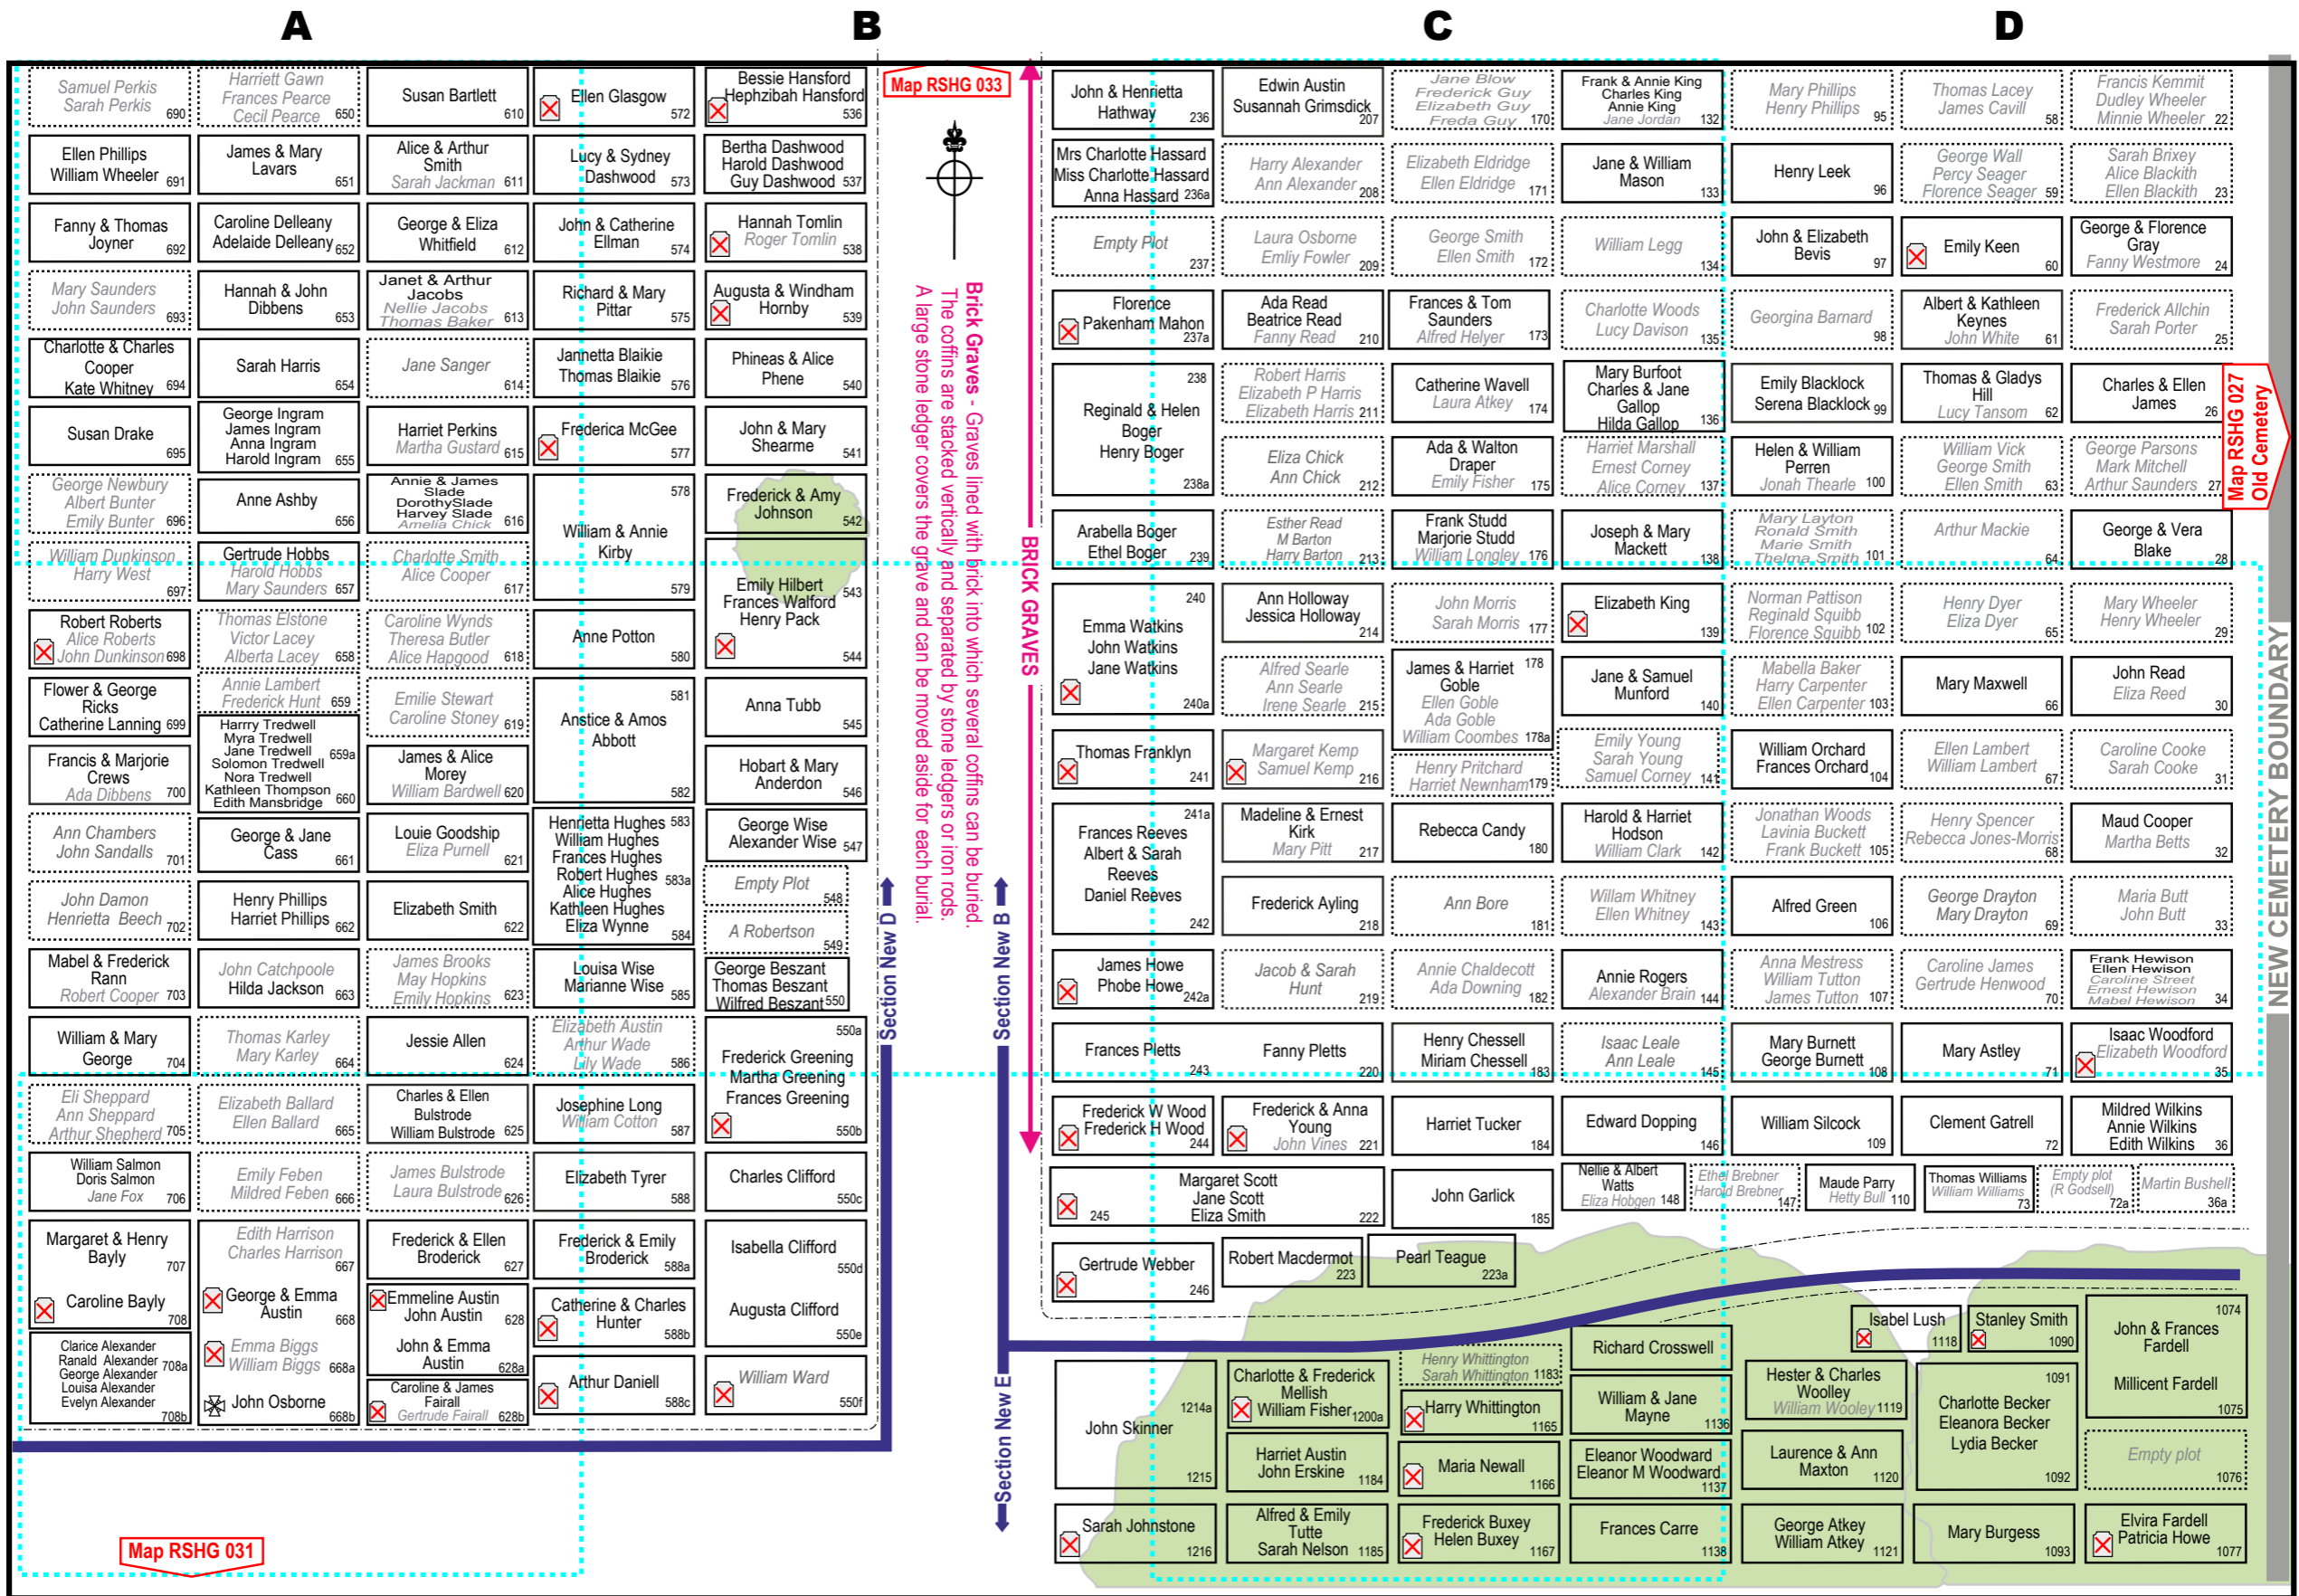 A
B
C
D
Samuel Perkis
Sarah Perkis
690
Harriett Gawn
Frances Pearce
Cecil Pearce 650
Susan Bartlett
610
Ellen Glasgow
572
Bessie Hansford
Hephzibah Hansford
536
Ellen Phillips
William Wheeler 691
James & Mary
Lavars
651
Alice & Arthur
Smith
Sarah Jackman 611
Lucy & Sydney
Dashwood 573
Bertha Dashwood
Harold Dashwood
Guy Dashwood 537
Fanny & Thomas
Joyner
692
Caroline Delleany
Adelaide Delleany 652
George & Eliza
Whitfield
612
John & Catherine
Ellman
574
Hannah Tomlin
Roger Tomlin
538
Mary Saunders
John Saunders
693
Hannah & John
Dibbens
653
Janet & Arthur
Jacobs
Nellie Jacobs
Thomas Baker 613
Richard & Mary
Pittar
575
Augusta & Windham
Hornby
539
Charlotte & Charles
Cooper
Kate Whitney 694
Sarah Harris
654
Jane Sanger
614
Jannetta Blaikie
Thomas Blaikie
576
Phineas & Alice
Phene
540
Susan Drake
695
George Ingram
James Ingram
Anna Ingram
Harold Ingram 655
Harriet Perkins
Martha Gustard 615
Frederica McGee
577
John & Mary
Shearme
541
George Newbury
Albert Bunter
Emily Bunter 696
Anne Ashby
656
Annie & James
Slade
DorothySlade
Harvey Slade
Amelia Chick 616
578
William & Annie
Kirby
579
Frederick & Amy
Johnson
542
William Dunkinson
Harry West
697
Gertrude Hobbs
Harold Hobbs
Mary Saunders 657
Charlotte Smith
Alice Cooper
617
Emily Hilbert 543
Frances Walford
Henry Pack
544
Robert Roberts
Alice Roberts
John Dunkinson 698
Thomas Elstone
Victor Lacey
Alberta Lacey 658
Caroline Wynds
Theresa Butler
Alice Hapgood 618
Anne Potton
580
Flower & George
Ricks
Catherine Lanning 699
Annie Lambert
Frederick Hunt 659
Emilie Stewart
Caroline Stoney 619
581
Anstice & Amos
Abbott
582
Anna Tubb
545
Harrry Tredwell
Myra Tredwell
Jane Tredwell 659a
Solomon Tredwell
Nora Tredwell
Kathleen Thompson
Edith Mansbridge 660
Francis & Marjorie
Crews
Ada Dibbens 700
James & Alice
Morey
William Bardwell 620
Hobart & Mary
Anderdon
546
Ann Chambers
John Sandalls
701
George & Jane
Cass
661
Louie Goodship
Eliza Purnell
621
Henrietta Hughes 583
William Hughes
Frances Hughes
Robert Hughes 583a
Alice Hughes
Kathleen Hughes
Eliza Wynne
584
George Wise
Alexander Wise 547
Empty Plot
548
John Damon
Henrietta Beech 702
Henry Phillips
Harriet Phillips
662
Elizabeth Smith
622
A Robertson
549
Mabel & Frederick
Rann
Robert Cooper 703
John Catchpoole
Hilda Jackson
663
James Brooks
May Hopkins
Emily Hopkins 623
Louisa Wise
Marianne Wise
585
George Beszant
Thomas Beszant
Wilfred Beszant 550
William & Mary
George
704
Thomas Karley
Mary Karley
664
Jessie Allen
624
Elizabeth Austin
Arthur Wade
Lily Wade
586
550a
Frederick Greening
Martha Greening
Frances Greening
550b
Eli Sheppard
Ann Sheppard
Arthur Shepherd 705
Elizabeth Ballard
Ellen Ballard
665
Charles & Ellen
Bulstrode
William Bulstrode 625
Josephine Long
William Cotton
587
William Salmon
Doris Salmon
Jane Fox 706
Emily Feben
Mildred Feben 666
James Bulstrode
Laura Bulstrode 626
Elizabeth Tyrer
588
Charles Clifford
550c
Margaret & Henry
Bayly
707
Caroline Bayly
708
Edith Harrison
Charles Harrison
667
George & Emma
Austin
668
Frederick & Ellen
Broderick
627
Frederick & Emily
Broderick
588a
Isabella Clifford
550d
Augusta Clifford
550e
Emmeline Austin
John Austin
628
John & Emma
Austin
628a
Catherine & Charles
Hunter
588b
Clarice Alexander
Ranald Alexander 708a
George Alexander
Louisa Alexander
Evelyn Alexander
708b
Emma Biggs
William Biggs 668a
John Osborne
668b
Caroline & James
Fairall
Gertrude Fairall 628b
Arthur Daniell
588c
William Ward
550f
Map RSHG 031
Map RSHG 033
Brick Graves - Graves lined with brick into which several coffins can be buried.
The coffins are stacked vertically and separated by stone ledgers or iron rods.
A large stone ledger covers the grave and can be moved aside for each burial.
BRICK GRAVES
Section New D
Section New B
Section New E
John & Henrietta
Hathway
236
Edwin Austin
Susannah Grimsdick
207
Jane Blow
Frederick Guy
Elizabeth Guy
Freda Guy 170
Frank & Annie King
Charles King
Annie King
Jane Jordan 132
Mary Phillips
Henry Phillips
95
Thomas Lacey
James Cavill
58
Francis Kemmit
Dudley Wheeler
Minnie Wheeler 22
Mrs Charlotte Hassard
Miss Charlotte Hassard
Anna Hassard 236a
Harry Alexander
Ann Alexander
208
Elizabeth Eldridge
Ellen Eldridge
171
Jane & William
Mason
133
Henry Leek
96
George Wall
Percy Seager
Florence Seager 59
Sarah Brixey
Alice Blackith
Ellen Blackith 23
Empty Plot
237
Laura Osborne
Emliy Fowler
209
George Smith
Ellen Smith
172
William Legg
134
John & Elizabeth
Bevis
97
Emily Keen
60
George & Florence
Gray
Fanny Westmore 24
Florence
Pakenham Mahon
237a
Ada Read
Beatrice Read
Fanny Read 210
Frances & Tom
Saunders
Alfred Helyer 173
Charlotte Woods
Lucy Davison
135
Georgina Barnard
98
Albert & Kathleen
Keynes
John White 61
Frederick Allchin
Sarah Porter
25
238
Reginald & Helen
Boger
Henry Boger
238a
Robert Harris
Elizabeth P Harris
Elizabeth Harris 211
Catherine Wavell
Laura Atkey
174
Mary Burfoot
Charles & Jane
Gallop
Hilda Gallop 136
Emily Blacklock
Serena Blacklock 99
Thomas & Gladys
Hill
Lucy Tansom 62
Charles & Ellen
James
26
Eliza Chick
Ann Chick
212
Ada & Walton
Draper
Emily Fisher 175
Harriet Marshall
Ernest Corney
Alice Corney 137
Helen & William
Perren
Jonah Thearle 100
William Vick
George Smith
Ellen Smith 63
George Parsons
Mark Mitchell
Arthur Saunders 27
Arabella Boger
Ethel Boger
239
Esther Read
M Barton
Harry Barton 213
Frank Studd
Marjorie Studd
William Longley 176
Joseph & Mary
Mackett
138
Mary Layton
Ronald Smith
Marie Smith
Thelma Smith 101
Arthur Mackie
64
George & Vera
Blake
28
240
Emma Watkins
John Watkins
Jane Watkins
240a
Ann Holloway
Jessica Holloway
214
John Morris
Sarah Morris
177
Elizabeth King
139
Norman Pattison
Reginald Squibb
Florence Squibb 102
Henry Dyer
Eliza Dyer
65
Mary Wheeler
Henry Wheeler
29
Alfred Searle
Ann Searle
Irene Searle 215
James & Harriet 178
Goble
Ellen Goble
Ada Goble
William Coombes 178a
Jane & Samuel
Munford
140
Mabella Baker
Harry Carpenter
Ellen Carpenter 103
Mary Maxwell
66
John Read
Eliza Reed
30
Thomas Franklyn
241
Margaret Kemp
Samuel Kemp
216
Henry Pritchard
Harriet Newnham 179
Emily Young
Sarah Young
Samuel Corney 141
William Orchard
Frances Orchard 104
Ellen Lambert
William Lambert
67
Caroline Cooke
Sarah Cooke
31
241a
Frances Reeves
Albert & Sarah
Reeves
Daniel Reeves
242
Madeline & Ernest
Kirk
Mary Pitt 217
Rebecca Candy
180
Harold & Harriet
Hodson
William Clark 142
Jonathan Woods
Lavinia Buckett
Frank Buckett 105
Henry Spencer
Rebecca Jones-Morris
68
Maud Cooper
Martha Betts
32
Frederick Ayling
218
Ann Bore
181
Willam Whitney
Ellen Whitney
143
Alfred Green
106
George Drayton
Mary Drayton
69
Maria Butt
John Butt
33
James Howe
Phobe Howe
242a
Jacob & Sarah
Hunt
219
Annie Chaldecott
Ada Downing
182
Annie Rogers
Alexander Brain 144
Anna Mestress
William Tutton
James Tutton 107
Caroline James
Gertrude Henwood
70
Frank Hewison
Ellen Hewison
Caroline Street
Ernest Hewison
Mabel Hewison 34
Frances Pletts
243
Fanny Pletts
220
Henry Chessell
Miriam Chessell
183
Isaac Leale
Ann Leale
145
Mary Burnett
George Burnett
108
Mary Astley
71
Isaac Woodford
Elizabeth Woodford
35
Frederick W Wood
Frederick H Wood
244
Frederick & Anna
Young
John Vines 221
Harriet Tucker
184
Edward Dopping
146
William Silcock
109
Clement Gatrell
72
Mildred Wilkins
Annie Wilkins
Edith Wilkins 36
Margaret Scott
Jane Scott
245 Eliza Smith 222
John Garlick
185
Nellie & Albert
Watts
Eliza Hobgen 148
Ethel Brebner
Harold Brebner
147
Maude Parry
Hetty Bull 110
Thomas Williams
William Williams
73
Empty plot
(R Godsell)
72a
Martin Bushell
36a
Gertrude Webber
246
Robert Macdermot
223
Pearl Teague
223a
Isabel Lush
1118
Stanley Smith
1090
1074
John & Frances
Fardell
Millicent Fardell
1075
1214a
John Skinner
1215
Charlotte & Frederick
Mellish
William Fisher 1200a
Henry Whittington
Sarah Whittington 1183
Harry Whittington
1165
Richard Crosswell
William & Jane
Mayne
1136
Hester & Charles
Woolley
William Wooley 1119
1091
Charlotte Becker
Eleanora Becker
Lydia Becker
1092
Harriet Austin
John Erskine
1184
Maria Newall
1166
Eleanor Woodward
Eleanor M Woodward
1137
Laurence & Ann
Maxton
1120
Empty plot
1076
Sarah Johnstone
1216
Alfred & Emily
Tutte
Sarah Nelson 1185
Frederick Buxey
Helen Buxey
1167
Frances Carre
1138
George Atkey
William Atkey
1121
Mary Burgess
1093
Elvira Fardell
Patricia Howe
1077
Map RSHG 027
Old Cemetery
NEW CEMETERY BOUNDARY